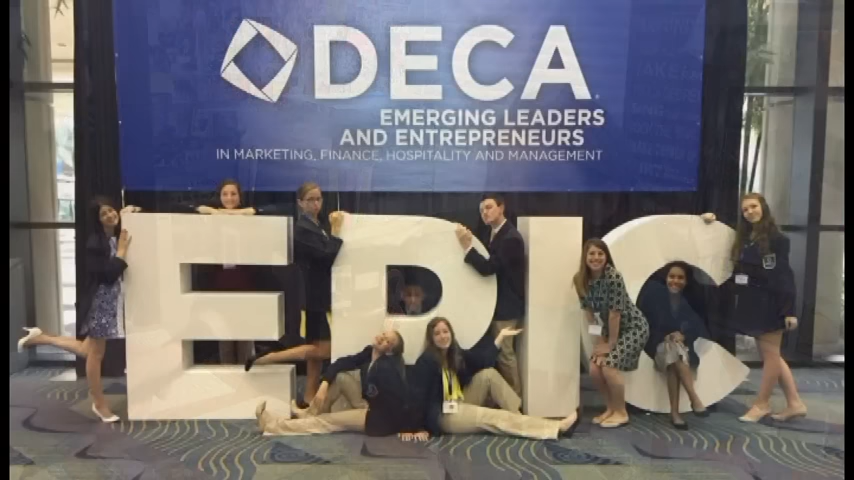 DECA
EMERGING LEADERS
AND ENTREPRENEURS
IN MARKETING, FINANCE, HOSPITALITY AND MANAGEMENT
EPIC